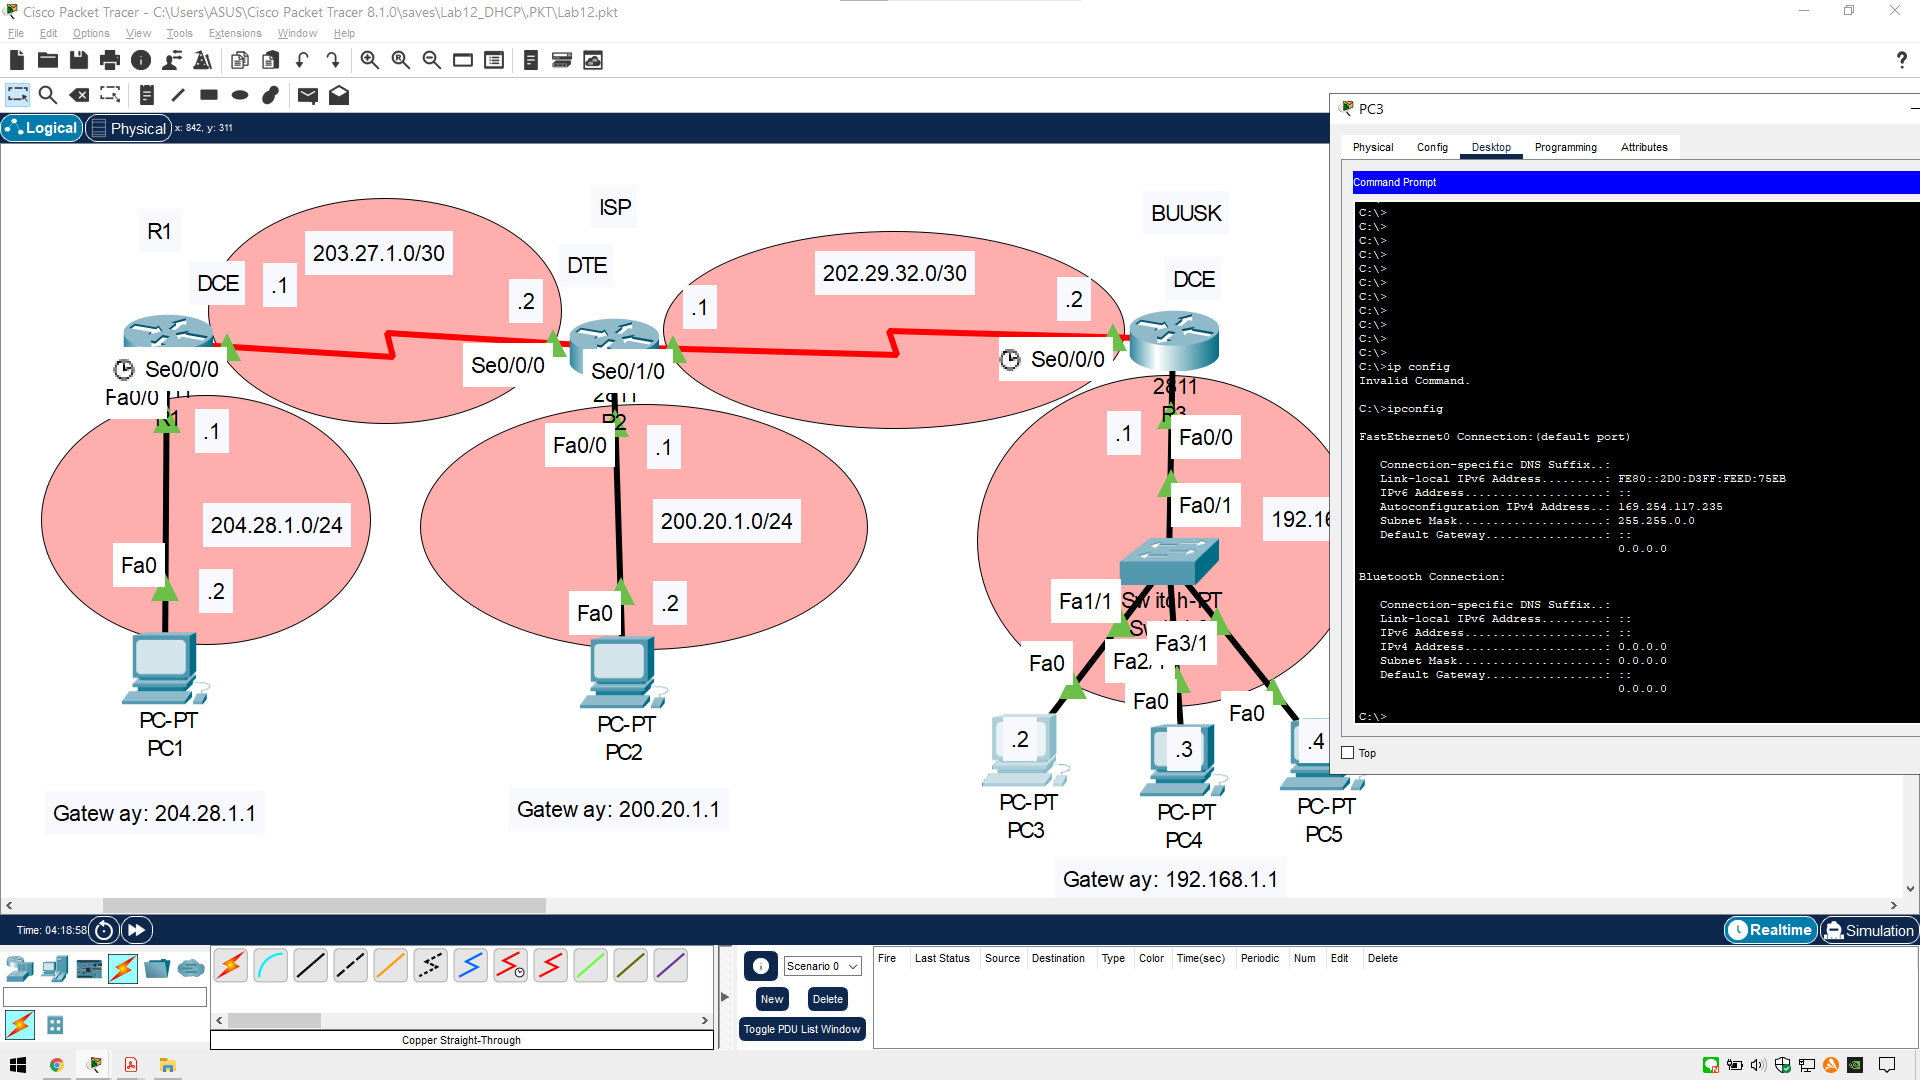 Cisco Packet Tracer - C:\Users\ASUS\Cisco Packet Tracer 8.1.0\saves\Lab12_DHCP\.PKT\Lab12.pkt
File Edit Options View Tools Extensions Window Help
?
Logical Physical x: 842, y: 311
R1
ISP
BUUSK
203.27.1.0/30
DCE
.1
DTE
.2
202.29.32.0/30
.1
.2
DCE
Se0/0/0
Se0/0/0
Se0/1/0
Se0/0/0
Fa0/0
R1
2811
R2
2811
R3
.1
Fa0/0
.1
.1
Fa0/0
204.28.1.0/24
200.20.1.0/24
Fa0/1
192.16
Fa0
.2
Fa0
.2
Fa1/1
Switch-PT
Fa3/1
Fa0
Fa2/
Fa0
Fa0
PC-PT
PC1
PC-PT
PC2
.2
.3
.4
PC-PT
PC3
PC-PT
PC4
PC-PT
PC5
Gatew ay: 204.28.1.1
Gatew ay: 200.20.1.1
Gatew ay: 192.168.1.1
PC3
Physical Config Desktop Programming Attributes
Command Prompt
C:\>
C:\>
C:\>
C:\>
C:\>
C:\>
C:\>
C:\>
C:\>
C:\>
C:\>
C:\>ip config
Invalid Command.
C:\>ipconfig
FastEthernet0 Connection:(default port)
Connection-specific DNS Suffix..:
Link-local IPv6 Address.........: FE80::2D0:D3FF:FEED:75EB
IPv6 Address....................: ::
Autoconfiguration IPv4 Address..: 169.254.117.235
Subnet Mask.....................: 255.255.0.0
Default Gateway.................: ::
0.0.0.0
Bluetooth Connection:
Connection-specific DNS Suffix..:
Link-local IPv6 Address.........: ::
IPv6 Address....................: ::
IPv4 Address....................: 0.0.0.0
Subnet Mask.....................: 0.0.0.0
Default Gateway.................: ::
0.0.0.0
C:\>
Top
Time: 04:18:58
Realtime Simulation
Scenario 0
New Delete
Toggle PDU List Window
Fire Last Status Source Destination Type Color Time(sec) Periodic Num Edit Delete
Copper Straight-Through